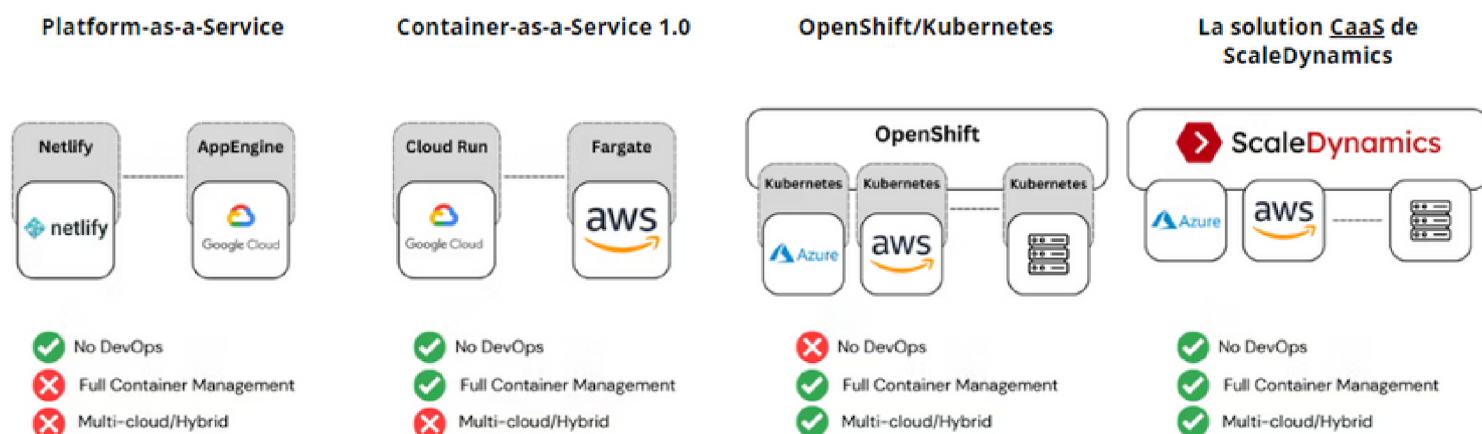 Platform-as-a-Service
Netlify
AppEngine
netlify
Google Cloud
No DevOps
Full Container Management
Multi-cloud/Hybrid
Container-as-a-Service 1.0
Cloud Run
Fargate
Google Cloud
aws
No DevOps
Full Container Management
Multi-cloud/Hybrid
OpenShift/Kubernetes
OpenShift
Kubernetes
Kubernetes
Kubernetes
Azure
aws
No DevOps
Full Container Management
Multi-cloud/Hybrid
La solution CaaS de
ScaleDynamics
ScaleDynamics
Azure
aws
No DevOps
Full Container Management
Multi-cloud/Hybrid